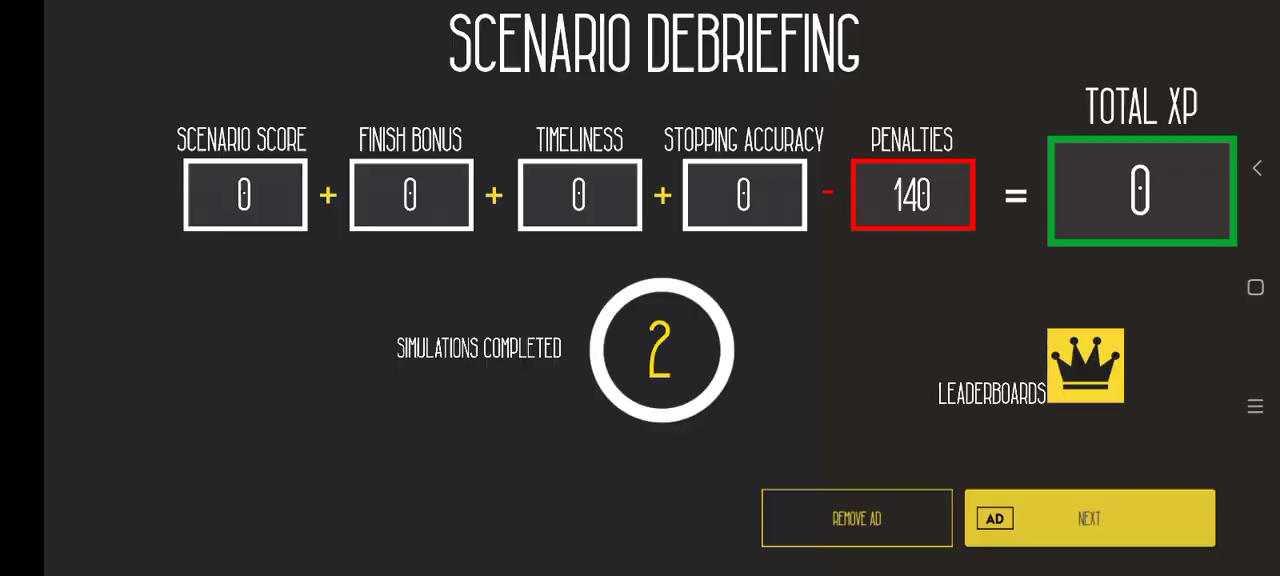 SCENARIO DEBRIEFING
TOTAL XP
SCENARIO SCORE FINISH BONUS TIMELINESS STOPPING ACCURACY PENALTIES
0 + 0 + 0 + 0 - 140 = 0
SIMULATIONS COMPLETED 2
LEADERBOARDS
REMOVE AD AD NEXT